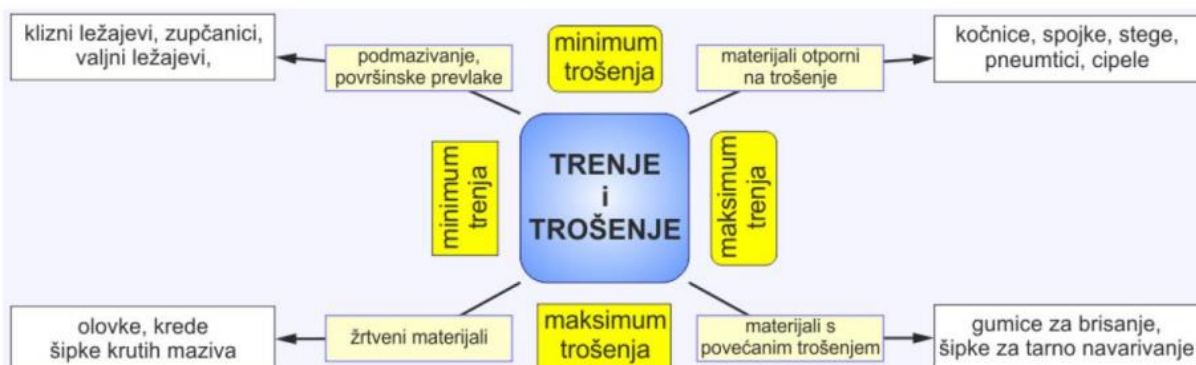 klizni ležajevi, zupčanici,
valjni ležajevi,
podmazivanje,
površinske prevlake
minimum
trošenja
materijali otporni
na trošenje
kočnice, spojke, stege,
pneumtici, cipele
minimum
trenja
TRENJE
i
TROŠENJE
maksimum
trenja
olovke, krede
šipke krutih maziva
žrtveni materijali
maksimum
trošenja
materijali s
povećanim trošenjem
gumice za brisanje,
šipke za tarno navarivanje